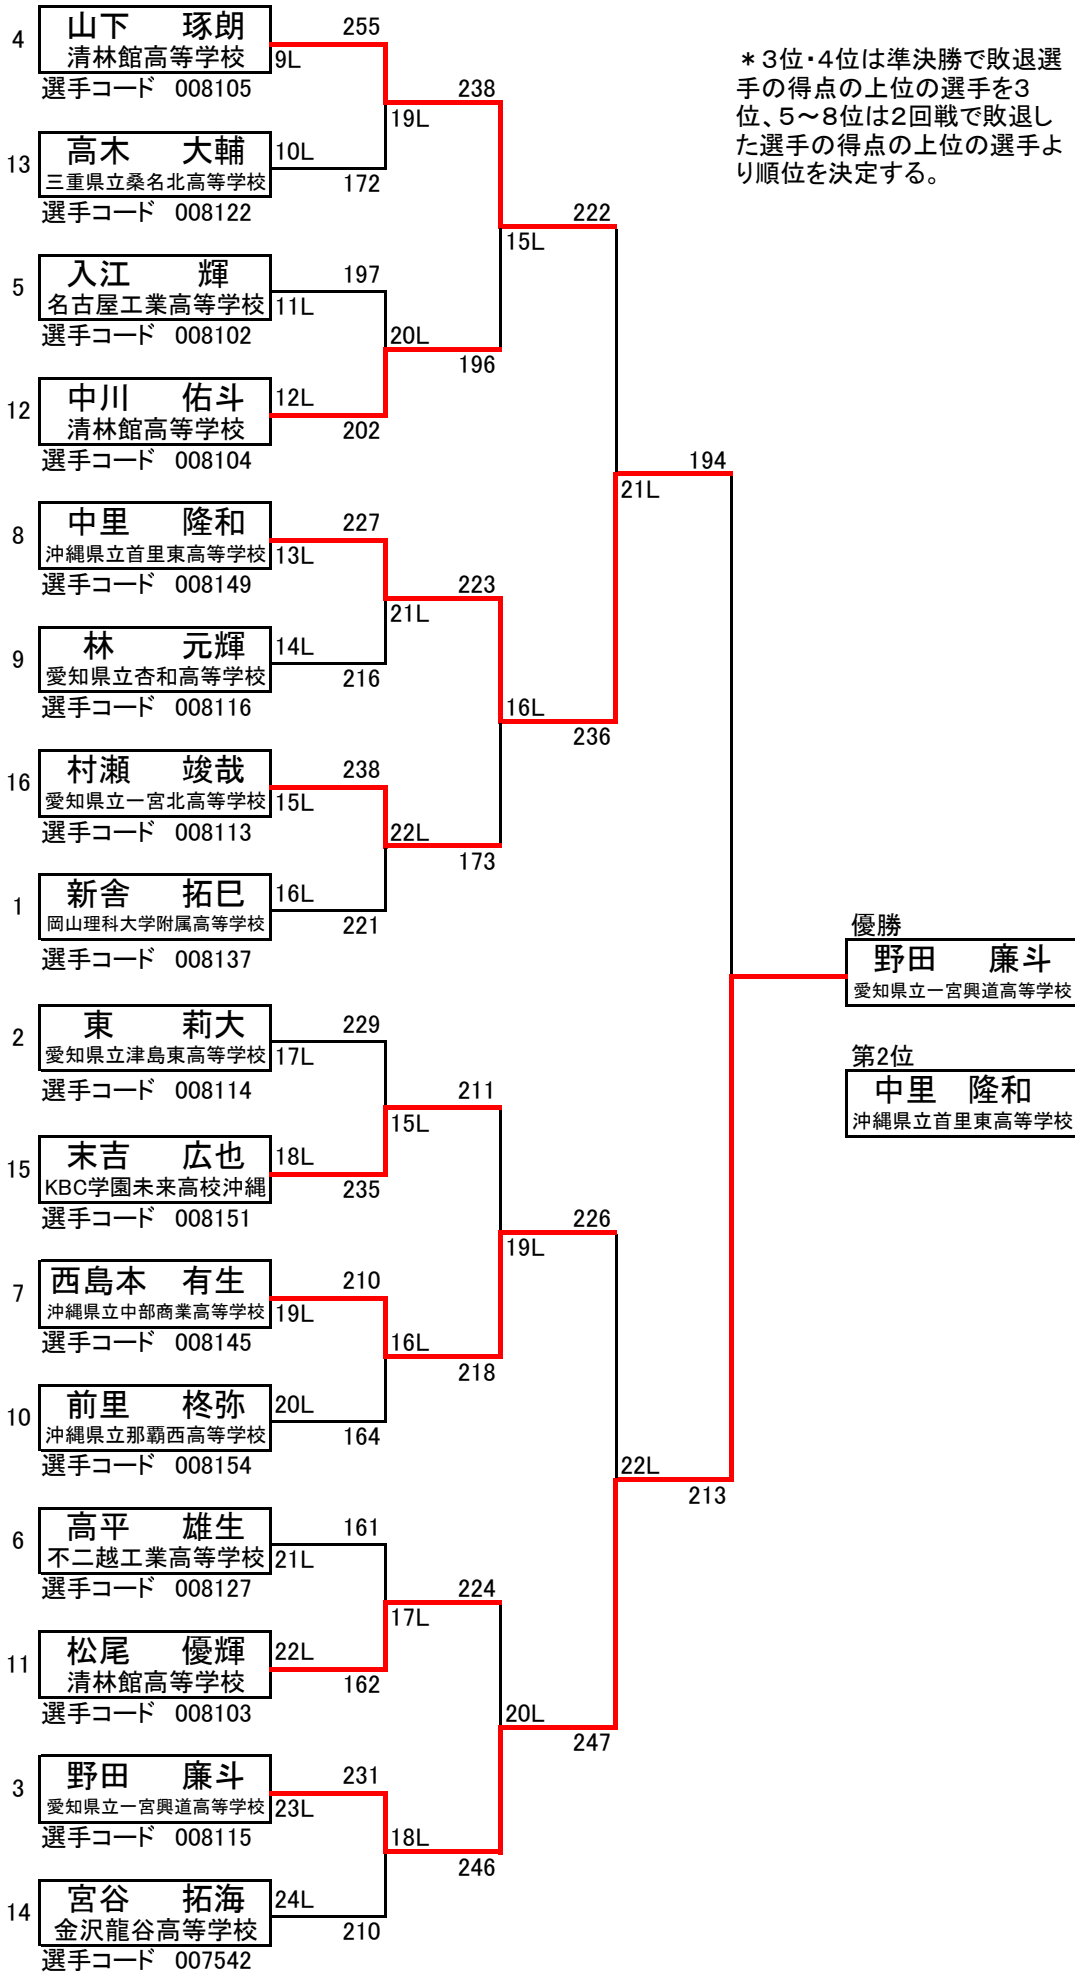 4
山下　琢朗
清林館高等学校
選手コード 008105
255
9L
13
高木　大輔
三重県立桑名北高等学校
選手コード 008122
10L
172
238
19L
5
入江　輝
名古屋工業高等学校
選手コード 008102
197
11L
12
中川　佑斗
清林館高等学校
選手コード 008104
12L
202
20L
196
222
15L
8
中里　隆和
沖縄県立首里東高等学校
選手コード 008149
227
13L
9
林　元輝
愛知県立杏和高等学校
選手コード 008116
14L
216
223
21L
16
村瀬　竣哉
愛知県立一宮北高等学校
選手コード 008113
238
15L
1
新舎　拓巳
岡山理科大学附属高等学校
選手コード 008137
16L
221
22L
173
16L
236
194
21L
2
東　莉大
愛知県立津島東高等学校
選手コード 008114
229
17L
15
末吉　広也
KBC学園未来高校沖縄
選手コード 008151
18L
235
211
15L
7
西島本　有生
沖縄県立中部商業高等学校
選手コード 008145
210
19L
10
前里　柊弥
沖縄県立那覇西高等学校
選手コード 008154
20L
164
16L
218
226
19L
6
高平　雄生
不二越工業高等学校
選手コード 008127
161
21L
11
松尾　優輝
清林館高等学校
選手コード 008103
22L
162
224
17L
3
野田　廉斗
愛知県立一宮興道高等学校
選手コード 008115
231
23L
14
宮谷　拓海
金沢龍谷高等学校
選手コード 007542
24L
210
18L
246
20L
247
22L
213
＊3位・4位は準決勝で敗退選
手の得点の上位の選手を3
位、5～8位は2回戦で敗退し
た選手の得点の上位の選手よ
り順位を決定する。
優勝
野田　廉斗
愛知県立一宮興道高等学校
第2位
中里　隆和
沖縄県立首里東高等学校